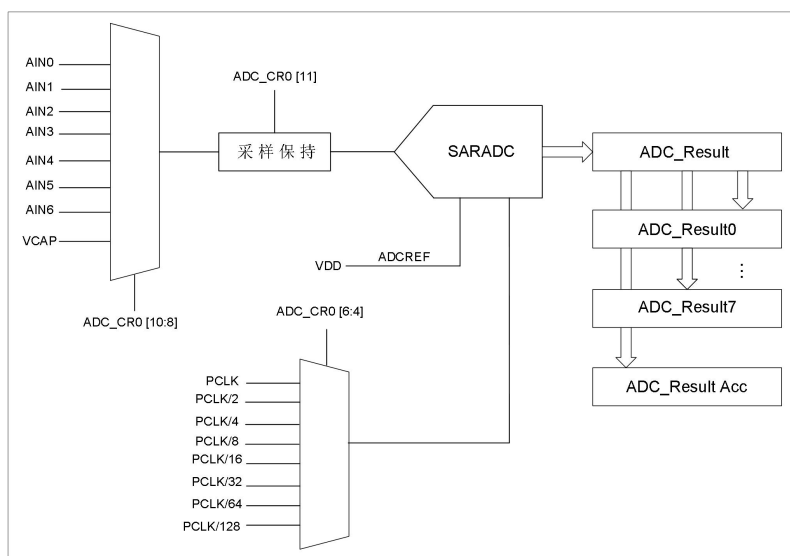 AIN0
AIN1
AIN2
AIN3
AIN4
AIN5
AIN6
VCAP
ADC_CR0 [10:8]
ADC_CR0 [11]
采样保持
SARADC
VDD
ADCREF
ADC_CR0 [6:4]
PCLK
PCLK/2
PCLK/4
PCLK/8
PCLK/16
PCLK/32
PCLK/64
PCLK/128
ADC_Result
ADC_Result0
⋮
ADC_Result7
ADC_Result Acc